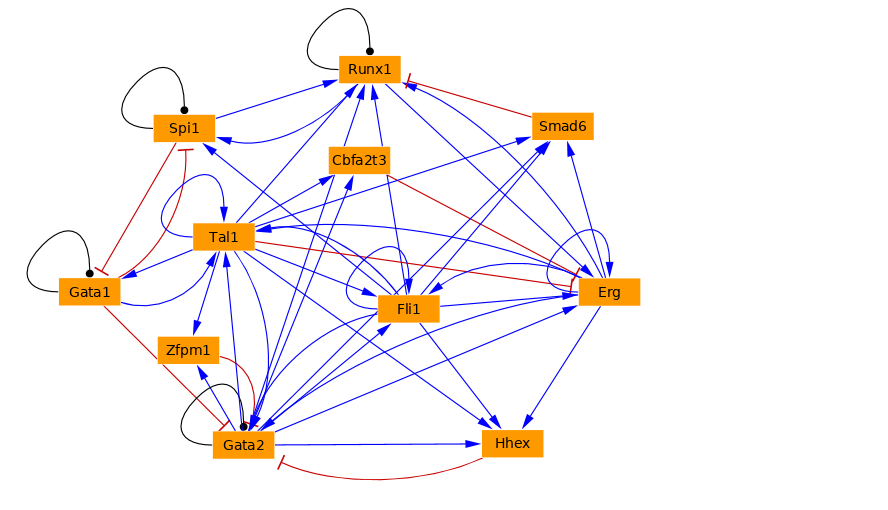 Runx1
Spi1
Smad6
Cbfa2t3
Tal1
Gata1
Erg
Fli1
Zfpm1
Gata2
Hhex